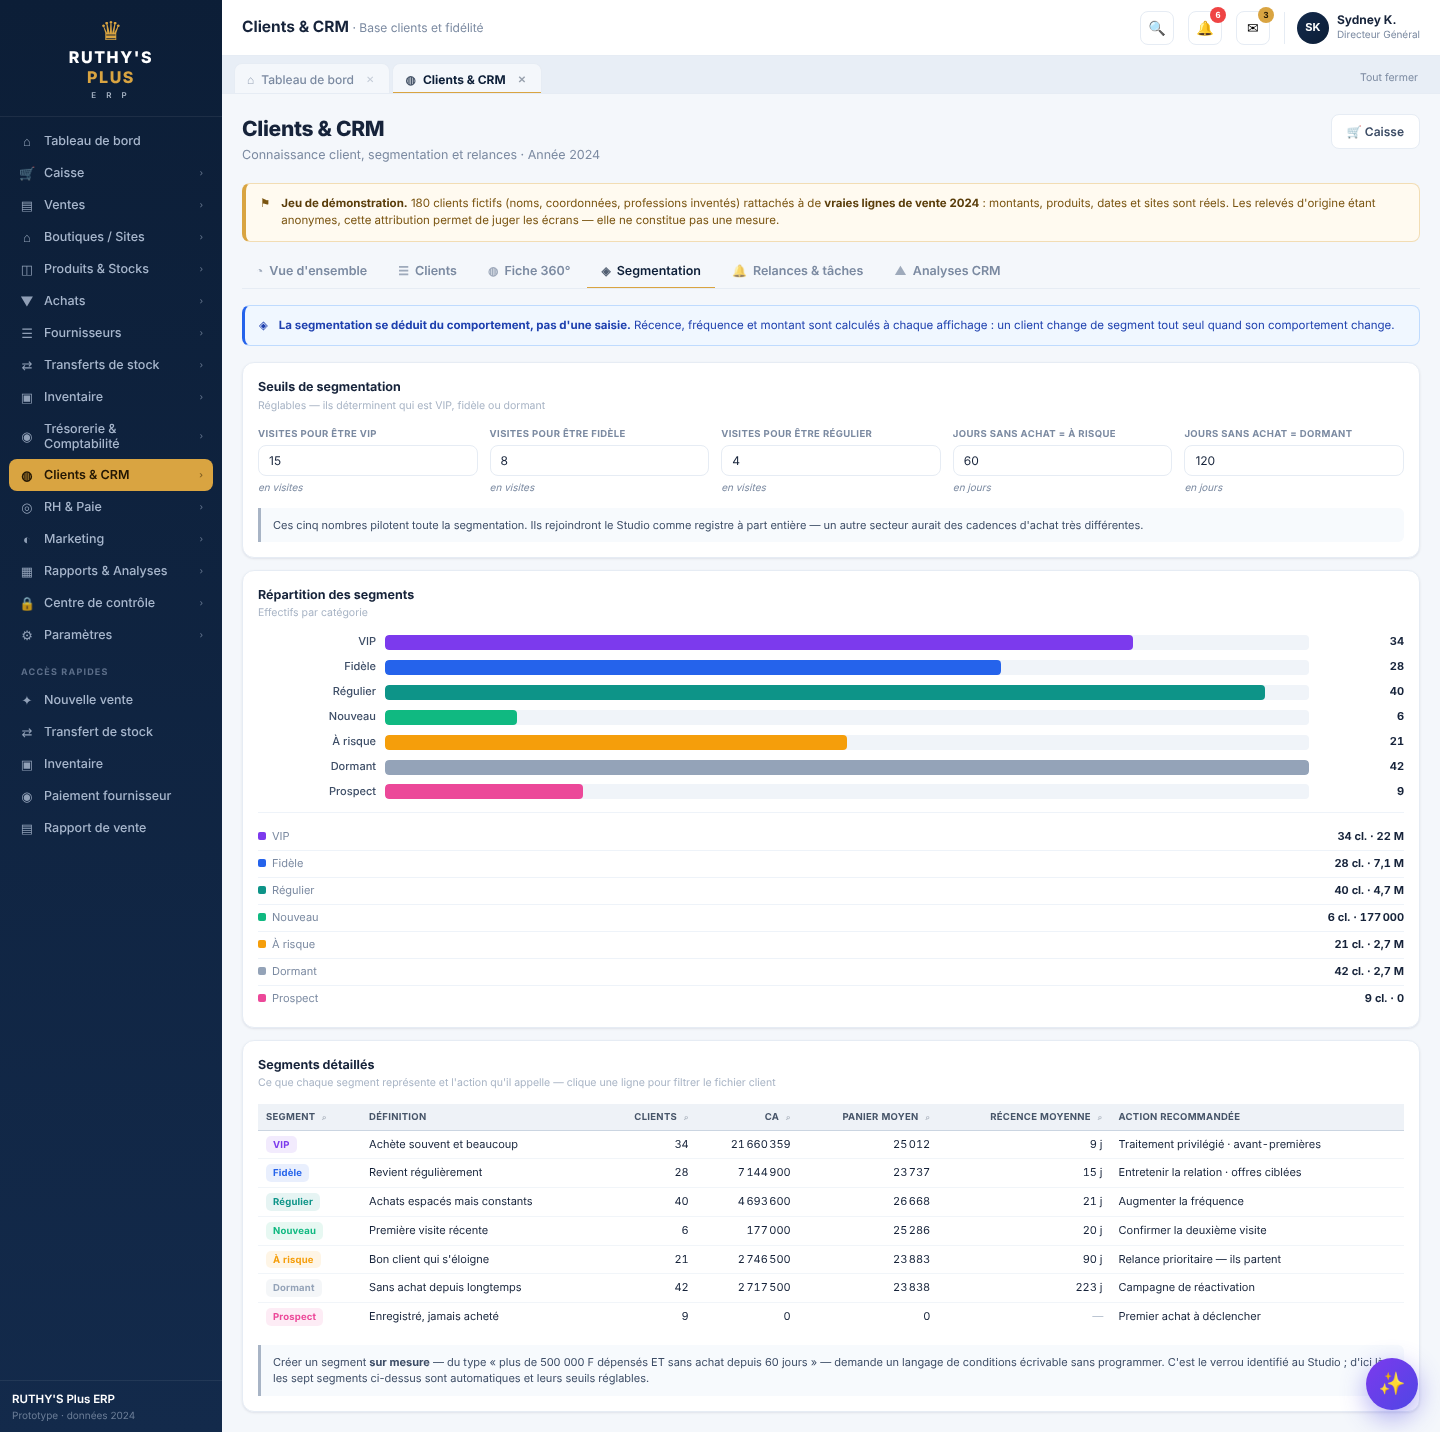 RUTHY'S
PLUS
E R P
Tableau de bord
Caisse
Ventes
Boutiques / Sites
Produits & Stocks
Achats
Fournisseurs
Transferts de stock
Inventaire
Trésorerie &
Comptabilité
Clients & CRM
RH & Paie
Marketing
Rapports & Analyses
Centre de contrôle
Paramètres
ACCÈS RAPIDES
Nouvelle vente
Transfert de stock
Inventaire
Paiement fournisseur
Rapport de vente
RUTHY'S Plus ERP
Prototype · données 2024
Clients & CRM · Base clients et fidélité
6
3
SK
Sydney K.
Directeur Général
Tableau de bord ×
Clients & CRM ×
Tout fermer
Clients & CRM
Connaissance client, segmentation et relances · Année 2024
Caisse
Jeu de démonstration. 180 clients fictifs (noms, coordonnées, professions inventés) rattachés à de vraies lignes de vente 2024 : montants, produits, dates et sites sont réels. Les relevés d'origine étant
anonymes, cette attribution permet de juger les écrans — elle ne constitue pas une mesure.
Vue d'ensemble
Clients
Fiche 360°
Segmentation
Relances & tâches
Analyses CRM
La segmentation se déduit du comportement, pas d'une saisie. Récence, fréquence et montant sont calculés à chaque affichage : un client change de segment tout seul quand son comportement change.
Seuils de segmentation
Réglables — ils déterminent qui est VIP, fidèle ou dormant
VISITES POUR ÊTRE VIP
15
en visites
VISITES POUR ÊTRE FIDÈLE
8
en visites
VISITES POUR ÊTRE RÉGULIER
4
en visites
JOURS SANS ACHAT = À RISQUE
60
en jours
JOURS SANS ACHAT = DORMANT
120
en jours
Ces cinq nombres pilotent toute la segmentation. Ils rejoindront le Studio comme registre à part entière — un autre secteur aurait des cadences d'achat très différentes.
Répartition des segments
Effectifs par catégorie
VIP 34
Fidèle 28
Régulier 40
Nouveau 6
À risque 21
Dormant 42
Prospect 9
VIP 34 cl. · 22 M
Fidèle 28 cl. · 7,1 M
Régulier 40 cl. · 4,7 M
Nouveau 6 cl. · 177 000
À risque 21 cl. · 2,7 M
Dormant 42 cl. · 2,7 M
Prospect 9 cl. · 0
Segments détaillés
Ce que chaque segment représente et l'action qu'il appelle — clique une ligne pour filtrer le fichier client
SEGMENT DÉFINITION CLIENTS CA PANIER MOYEN RÉCENCE MOYENNE ACTION RECOMMANDÉE
VIP Achète souvent et beaucoup 34 21 660 359 25 012 9 j Traitement privilégié · avant-premières
Fidèle Revient régulièrement 28 7 144 900 23 737 15 j Entretenir la relation · offres ciblées
Régulier Achats espacés mais constants 40 4 693 600 26 668 21 j Augmenter la fréquence
Nouveau Première visite récente 6 177 000 25 286 20 j Confirmer la deuxième visite
À risque Bon client qui s'éloigne 21 2 746 500 23 883 90 j Relance prioritaire — ils partent
Dormant Sans achat depuis longtemps 42 2 717 500 23 838 223 j Campagne de réactivation
Prospect Enregistré, jamais acheté 9 0 0 — Premier achat à déclencher
Créer un segment sur mesure — du type « plus de 500 000 F dépensés ET sans achat depuis 60 jours » — demande un langage de conditions écrivable sans programmer. C'est le verrou identifié au Studio ; d'ici
les sept segments ci-dessus sont automatiques et leurs seuils réglables.